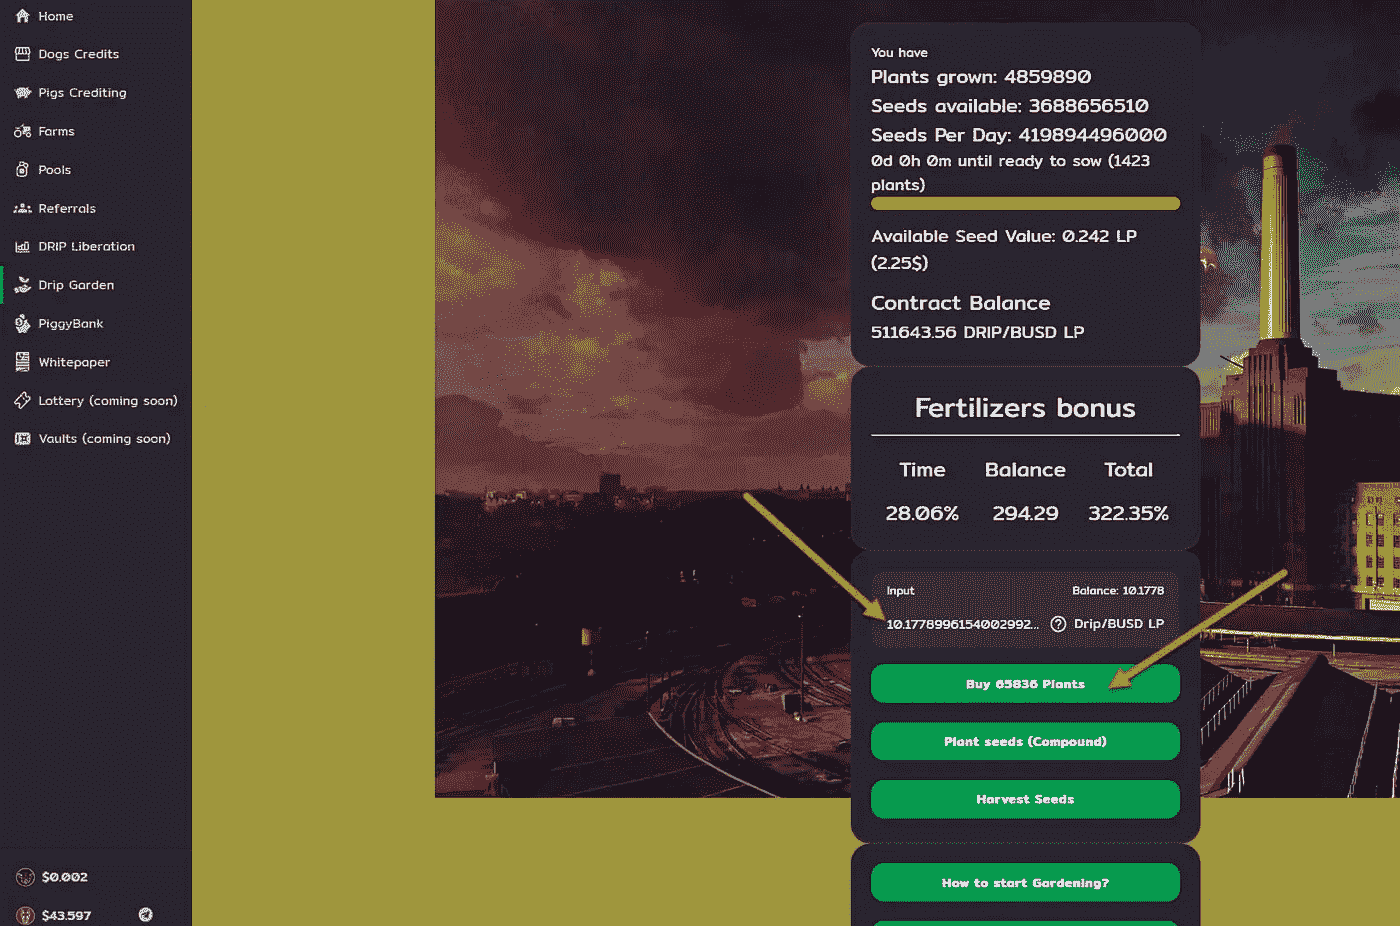 Home
Dogs Credits
Pigs Crediting
Farms
Pools
Referrals
DRIP Liberation
Drip Garden
PiggyBank
Whitepaper
Lottery (coming soon)
Vaults (coming soon)
$0.002
$43.597
You have
Plants grown: 4859890
Seeds available: 3688656510
Seeds Per Day: 419894496000
0d 0h 0m until ready to sow (1423
plants)
Available Seed Value: 0.242 LP
(2.25$)
Contract Balance
511643.56 DRIP/BUSD LP
Fertilizers bonus
Time Balance Total
28.06% 294.29 322.35%
Input Balance: 10.1778
10.1778996154002992... Drip/BUSD LP
Buy 65836 Plants
Plant seeds (Compound)
Harvest Seeds
How to start Gardening?